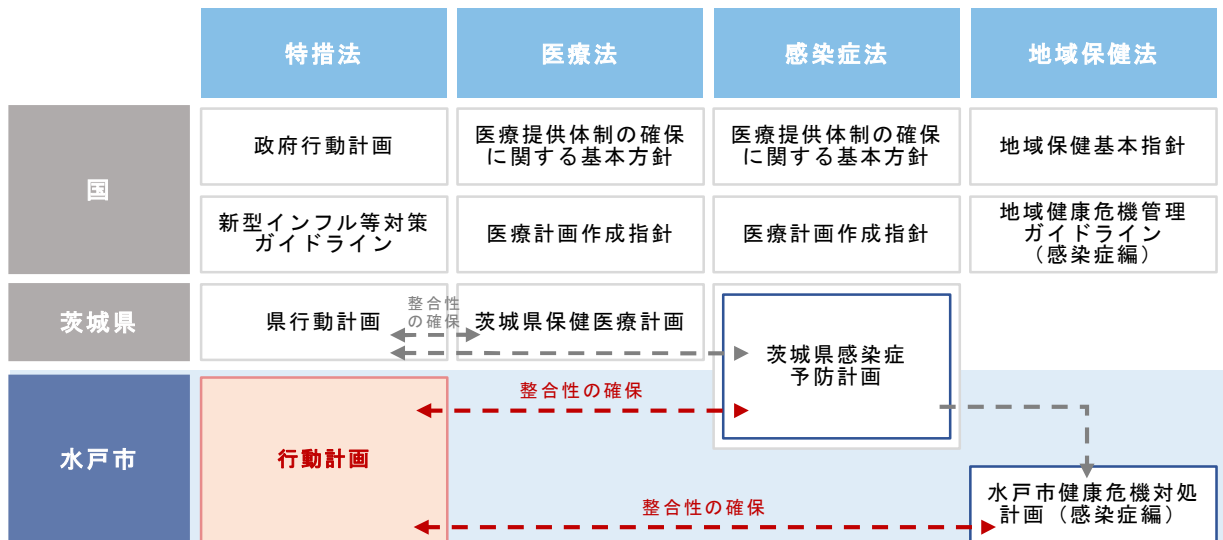 特措法
医療法
感染症法
地域保健法
国
政府行動計画
医療提供体制の確保
に関する基本方針
医療提供体制の確保
に関する基本方針
地域保健基本指針
新型インフル等対策
ガイドライン
医療計画作成指針
医療計画作成指針
地域健康危機管理
ガイドライン
（感染症編）
茨城県
県行動計画
整合性
の確保
茨城県保健医療計画
茨城県感染症
予防計画
水戸市
行動計画
整合性の確保
整合性の確保
水戸市健康危機対処
計画（感染症編）